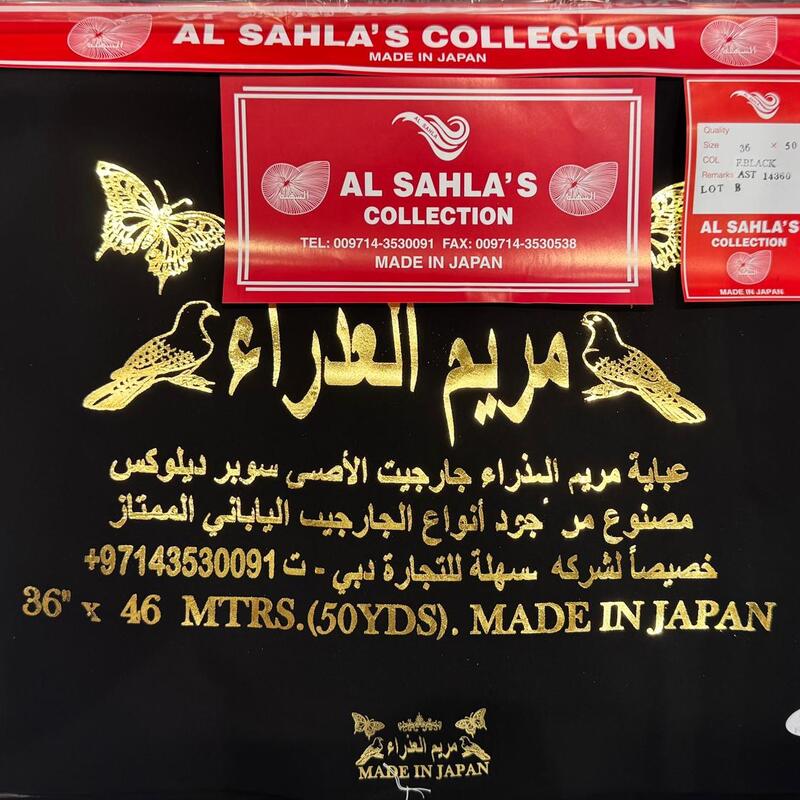 AL SAHLA'S COLLECTION
MADE IN JAPAN
AL SAHLA
AL SAHLA'S
COLLECTION
TEL: 009714-3530091 FAX: 009714-3530538
MADE IN JAPAN
Quality
Size 36 × 50
COL F.BLACK
Remarks AST 14360
LOT B
AL SAHLA'S
COLLECTION
MADE IN JAPAN
مريم العذراء
عباية مريم العذراء جارجيت الأصلي سوبر ديلوكس
مصنوع من أجود أنواع الجارجيت الياباني الممتاز
خصيصاً لشركة سهلة للتجارة دبي - ت 97143530091+
36" x 46 MTRS.(50YDS). MADE IN JAPAN
مريم العذراء
MADE IN JAPAN